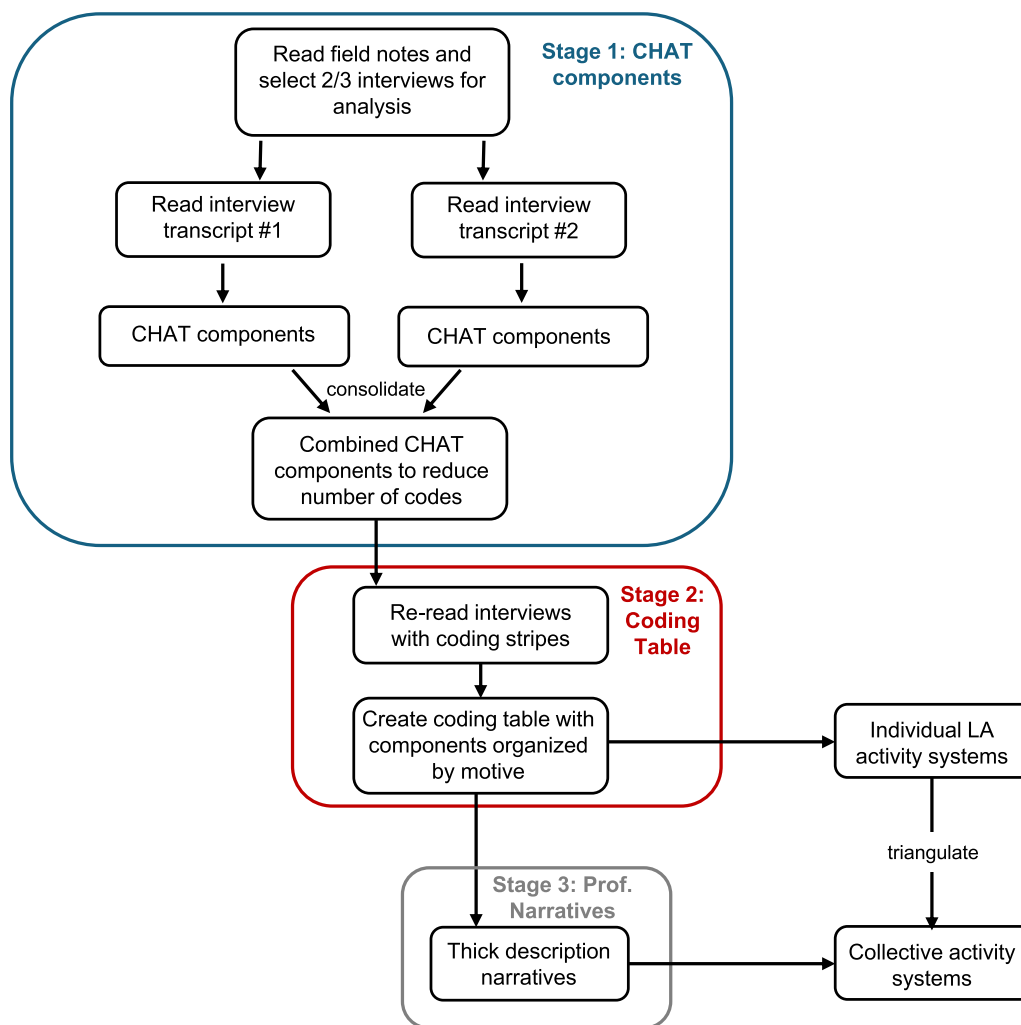 Stage 1: CHAT
components
Read field notes and
select 2/3 interviews for
analysis
Read interview
transcript #1
Read interview
transcript #2
CHAT components
CHAT components
consolidate
Combined CHAT
components to reduce
number of codes
Stage 2:
Coding
Table
Re-read interviews
with coding stripes
Create coding table with
components organized
by motive
Individual LA
activity systems
triangulate
Stage 3: Prof.
Narratives
Thick description
narratives
Collective activity
systems